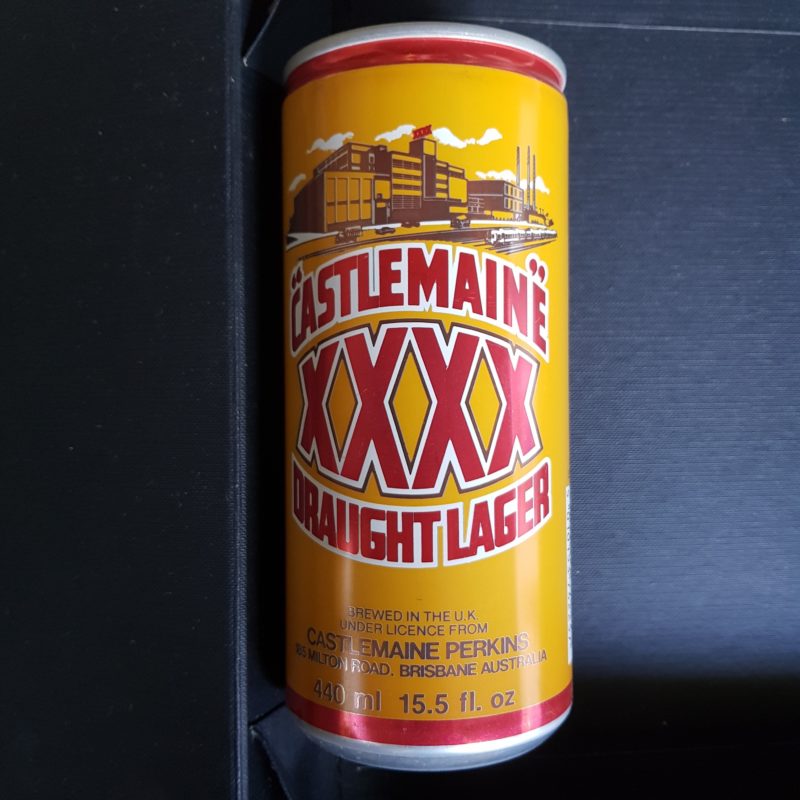 XXXX
"CASTLEMAINE"
XXXX
DRAUGHT LAGER
BREWED IN THE U.K.
UNDER LICENCE FROM
CASTLEMAINE PERKINS
185 MILTON ROAD. BRISBANE AUSTRALIA
440 ml 15.5 fl. oz